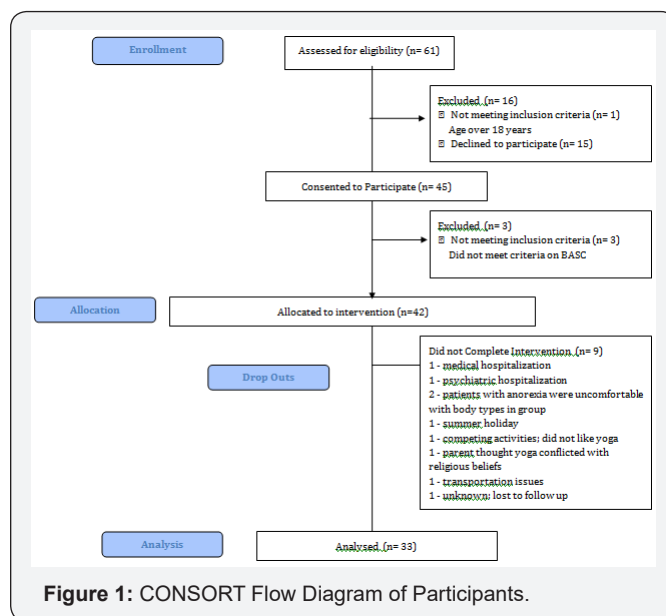 Enrollment
Assessed for eligibility (n= 61)
Excluded (n= 16)
⍰ Not meeting inclusion criteria (n= 1)
Age over 18 years
⍰ Declined to participate (n= 15)
Consented to Participate (n= 45)
Excluded (n= 3)
⍰ Not meeting inclusion criteria (n= 3)
Did not meet criteria on BASC
Allocation
Allocated to intervention (n=42)
Did not Complete Intervention (n= 9)
1 - medical hospitalization
1 - psychiatric hospitalization
2 - patients with anorexia were uncomfortable
with body types in group
1 - summer holiday
1 - competing activities; did not like yoga
1 - parent thought yoga conflicted with
religious beliefs
1 - transportation issues
1 - unknown; lost to follow up
Drop Outs
Analysis
Analysed (n= 33)
Figure 1: CONSORT Flow Diagram of Participants.